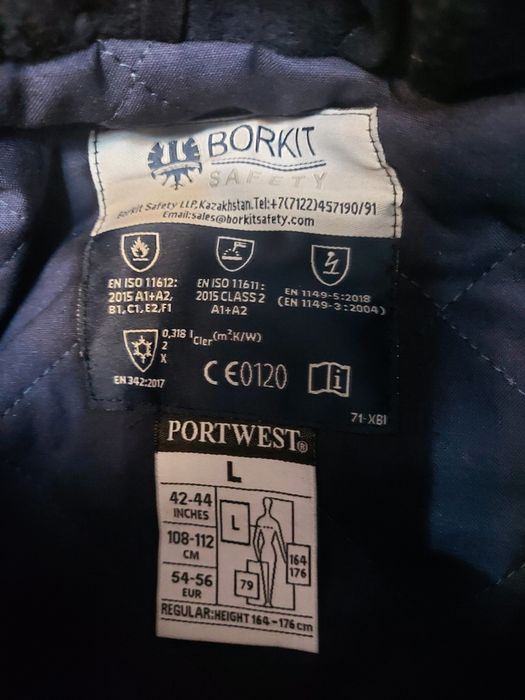 BORKIT
SAFETY
Borkit Safety LLP,Kazakhstan.Tel:+7(7122)457190/91
Email:sales@borkitsafety.com
EN ISO 11612:
2015 A1+A2,
B1,C1,E2,F1
EN ISO 11611:
2015 CLASS 2
A1+A2
EN 1149-5:2018
(EN 1149-3:2004)
0,318 Icler(m²K/W)
2
X
EN 342:2017
CE0120
i
71-XBI
PORTWEST®
L
42-44
INCHES
108-112
CM
54-56
EUR
L
164
176
79
REGULAR:HEIGHT 164-176cm